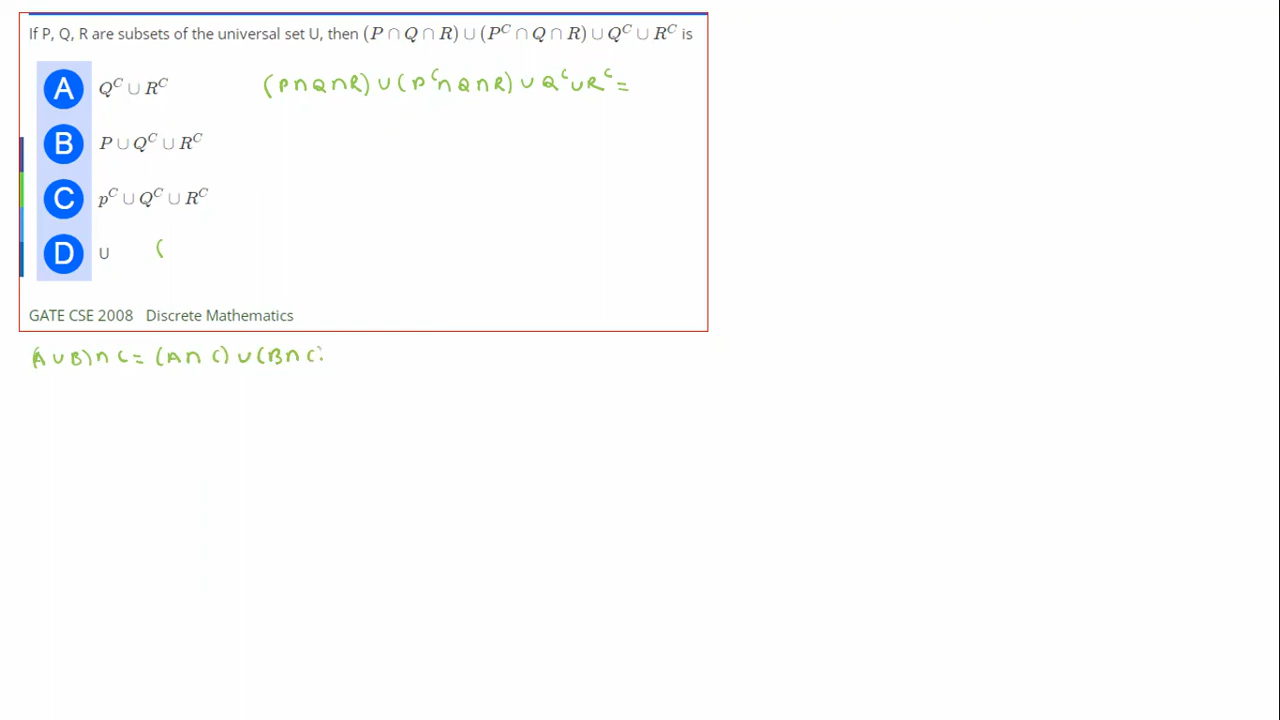 If P, Q, R are subsets of the universal set U, then (P ∩ Q ∩ R) ∪ (P^C ∩ Q ∩ R) ∪ Q^C ∪ R^C is
A Q^C ∪ R^C
(P∩Q∩R) ∪ (P^C∩Q∩R) ∪ Q^C ∪ R^C =
B P ∪ Q^C ∪ R^C
C p^C ∪ Q^C ∪ R^C
D U (
GATE CSE 2008 Discrete Mathematics
(A ∪ B) ∩ C = (A ∩ C) ∪ (B ∩ C)